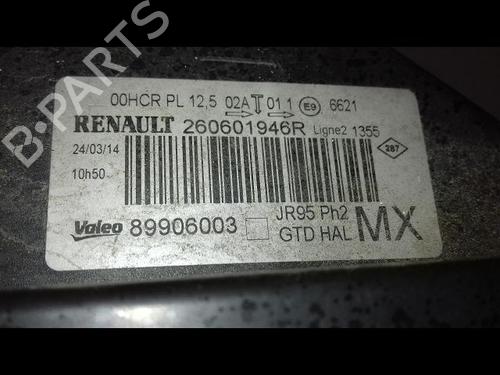 00HCR PL 12,5 02A T 01 1 E9 6621
RENAULT 260601946R Ligne2 1355
24/03/14
10h50
287
Valeo 89906003 JR95 Ph2
GTD HAL MX
B-PARTS